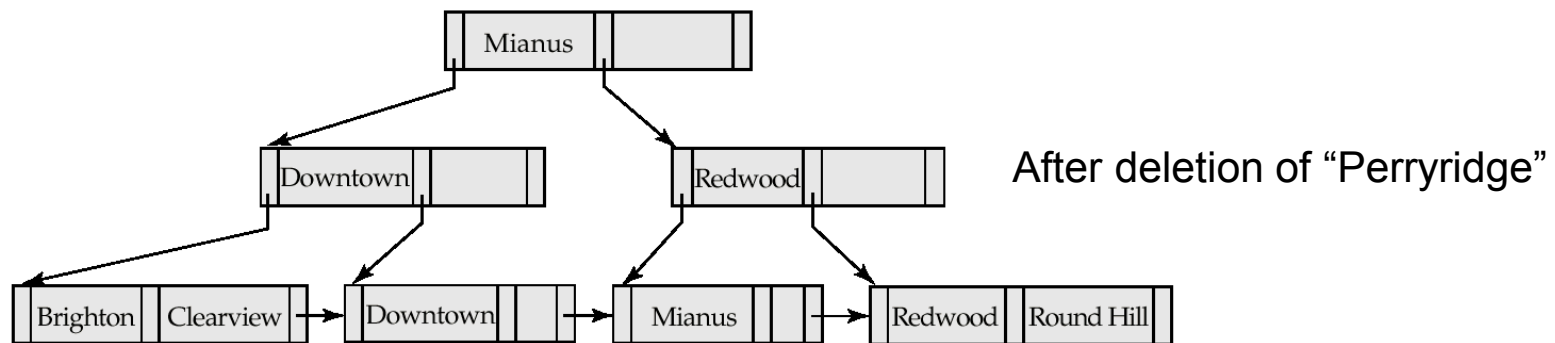 Mianus
Downtown
Redwood
After deletion of “Perryridge”
Brighton Clearview Downtown Mianus Redwood Round Hill